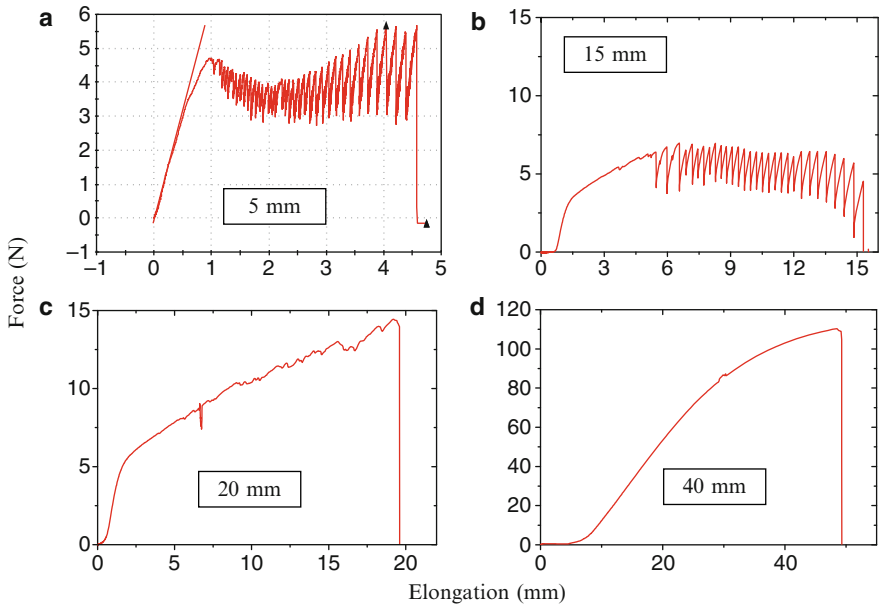 a
6
5
4
3
2
1
0
–1
–1 0 1 2 3 4 5
5 mm
b
15
10
5
0
0 3 6 9 12 15
15 mm
Force (N)
c
15
10
5
0
0 5 10 15 20
20 mm
d
120
100
80
60
40
20
0
0 20 40
40 mm
Elongation (mm)